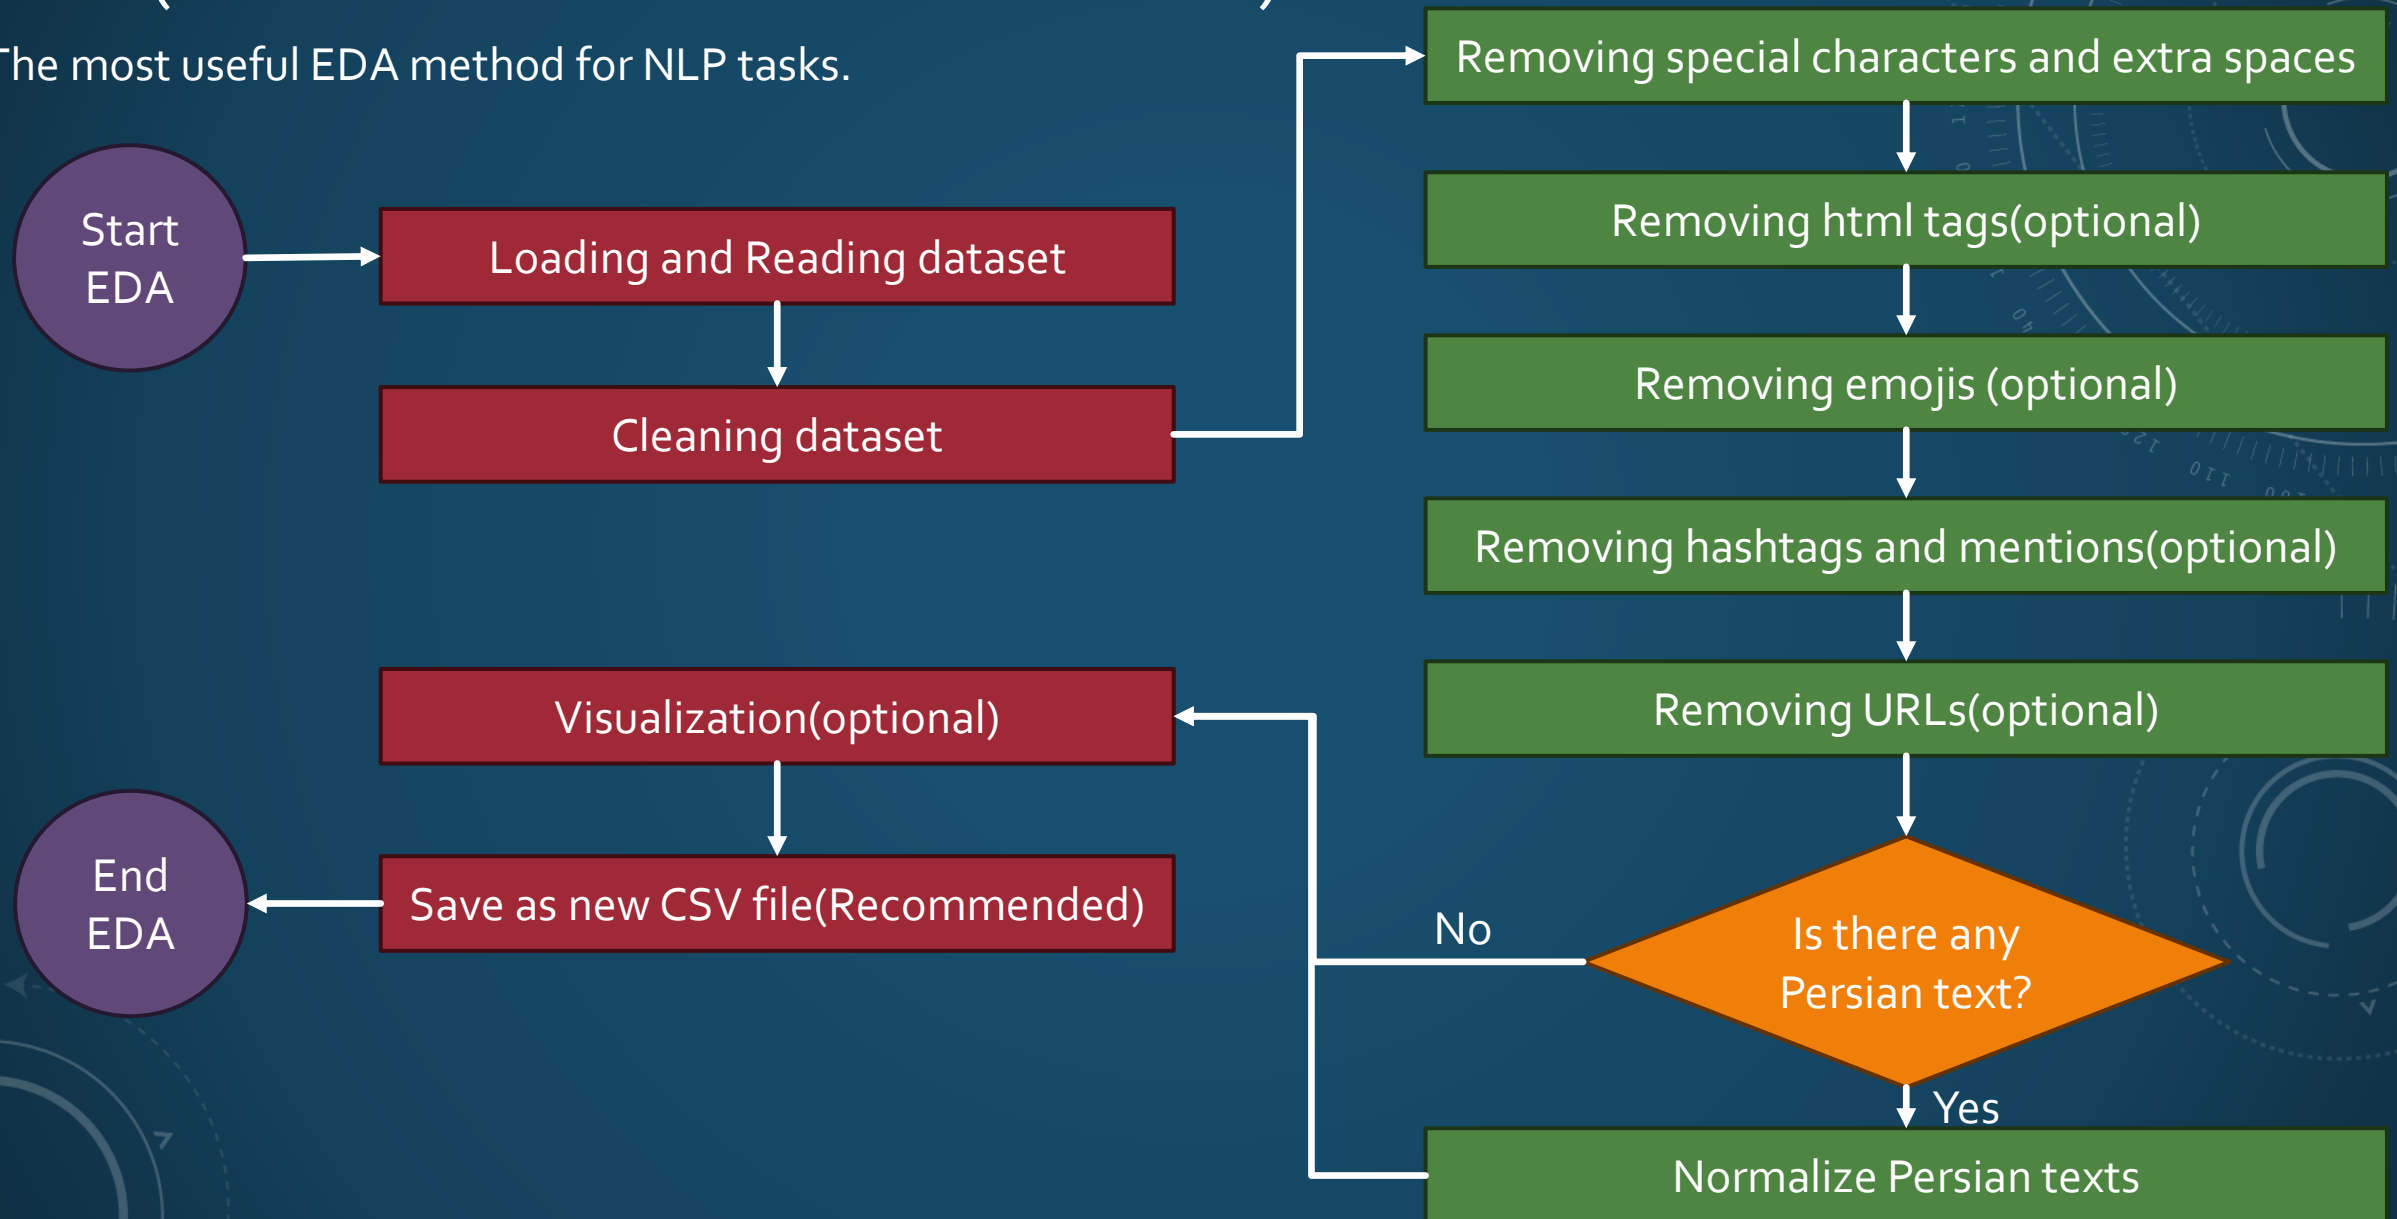 The most useful EDA method for NLP tasks.
Start
EDA
Loading and Reading dataset
Cleaning dataset
Removing special characters and extra spaces
Removing html tags(optional)
Removing emojis (optional)
Removing hashtags and mentions(optional)
Removing URLs(optional)
Is there any
Persian text?
No
Yes
Normalize Persian texts
Visualization(optional)
Save as new CSV file(Recommended)
End
EDA
40
110